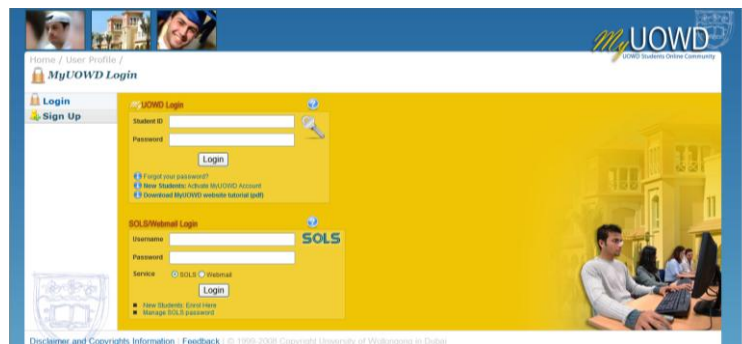 MyUOWD
UOWD Students Online Community
Home / User Profile /
MyUOWD Login
Login
Sign Up
UOWD Login
Student ID
Password
Login
Forgot your password?
New Students: Activate MyUOWD Account
Download MyUOWD website tutorial (pdf)
SOLS/Webmail Login
SOLS
Username
Password
Service SOLS Webmail
Login
New Students: Enrol Here
Manage SOLS password
Disclaimer and Copyrights Information | Feedback | © 1999-2008 Copyright University of Wollongong in Dubai